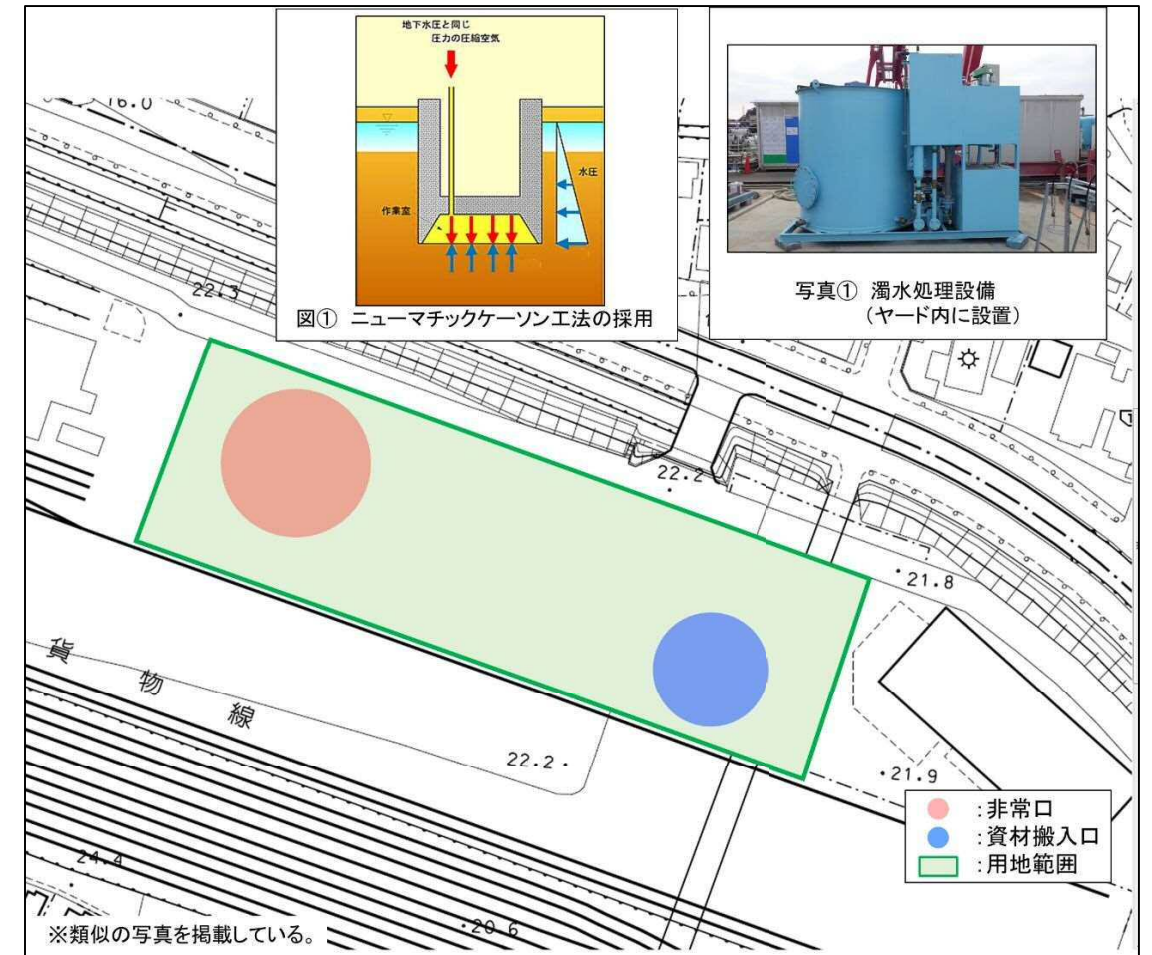 地下水圧と同じ
圧力の圧縮空気
水圧
作業室
図① ニューマチックケーソン工法の採用
写真① 濁水処理設備
(ヤード内に設置)
16.0
22.3
22.2
21.8
貨物線
22.2
21.9
24.4
20.6
:非常口
:資材搬入口
:用地範囲
※類似の写真を掲載している。